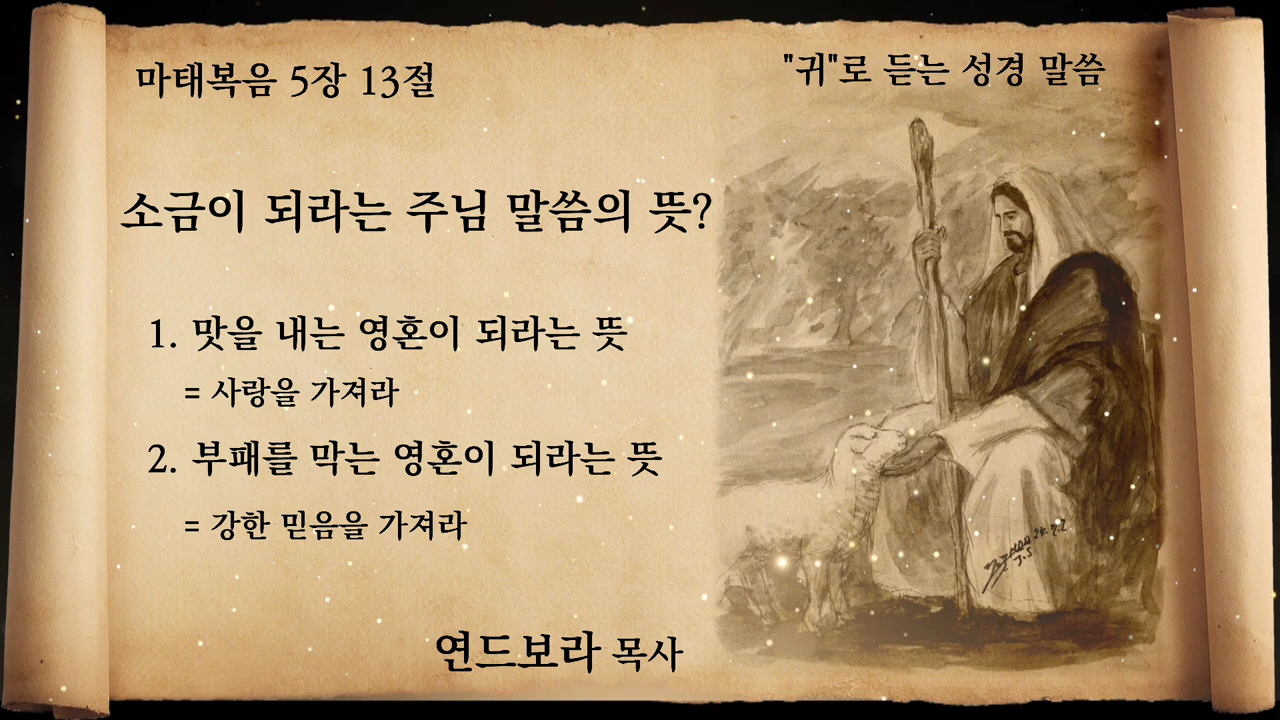 마태복음 5장 13절
"귀"로 듣는 성경 말씀
소금이 되라는 주님 말씀의 뜻?
1. 맛을 내는 영혼이 되라는 뜻
= 사랑을 가져라
2. 부패를 막는 영혼이 되라는 뜻
= 강한 믿음을 가져라
연드보라 목사